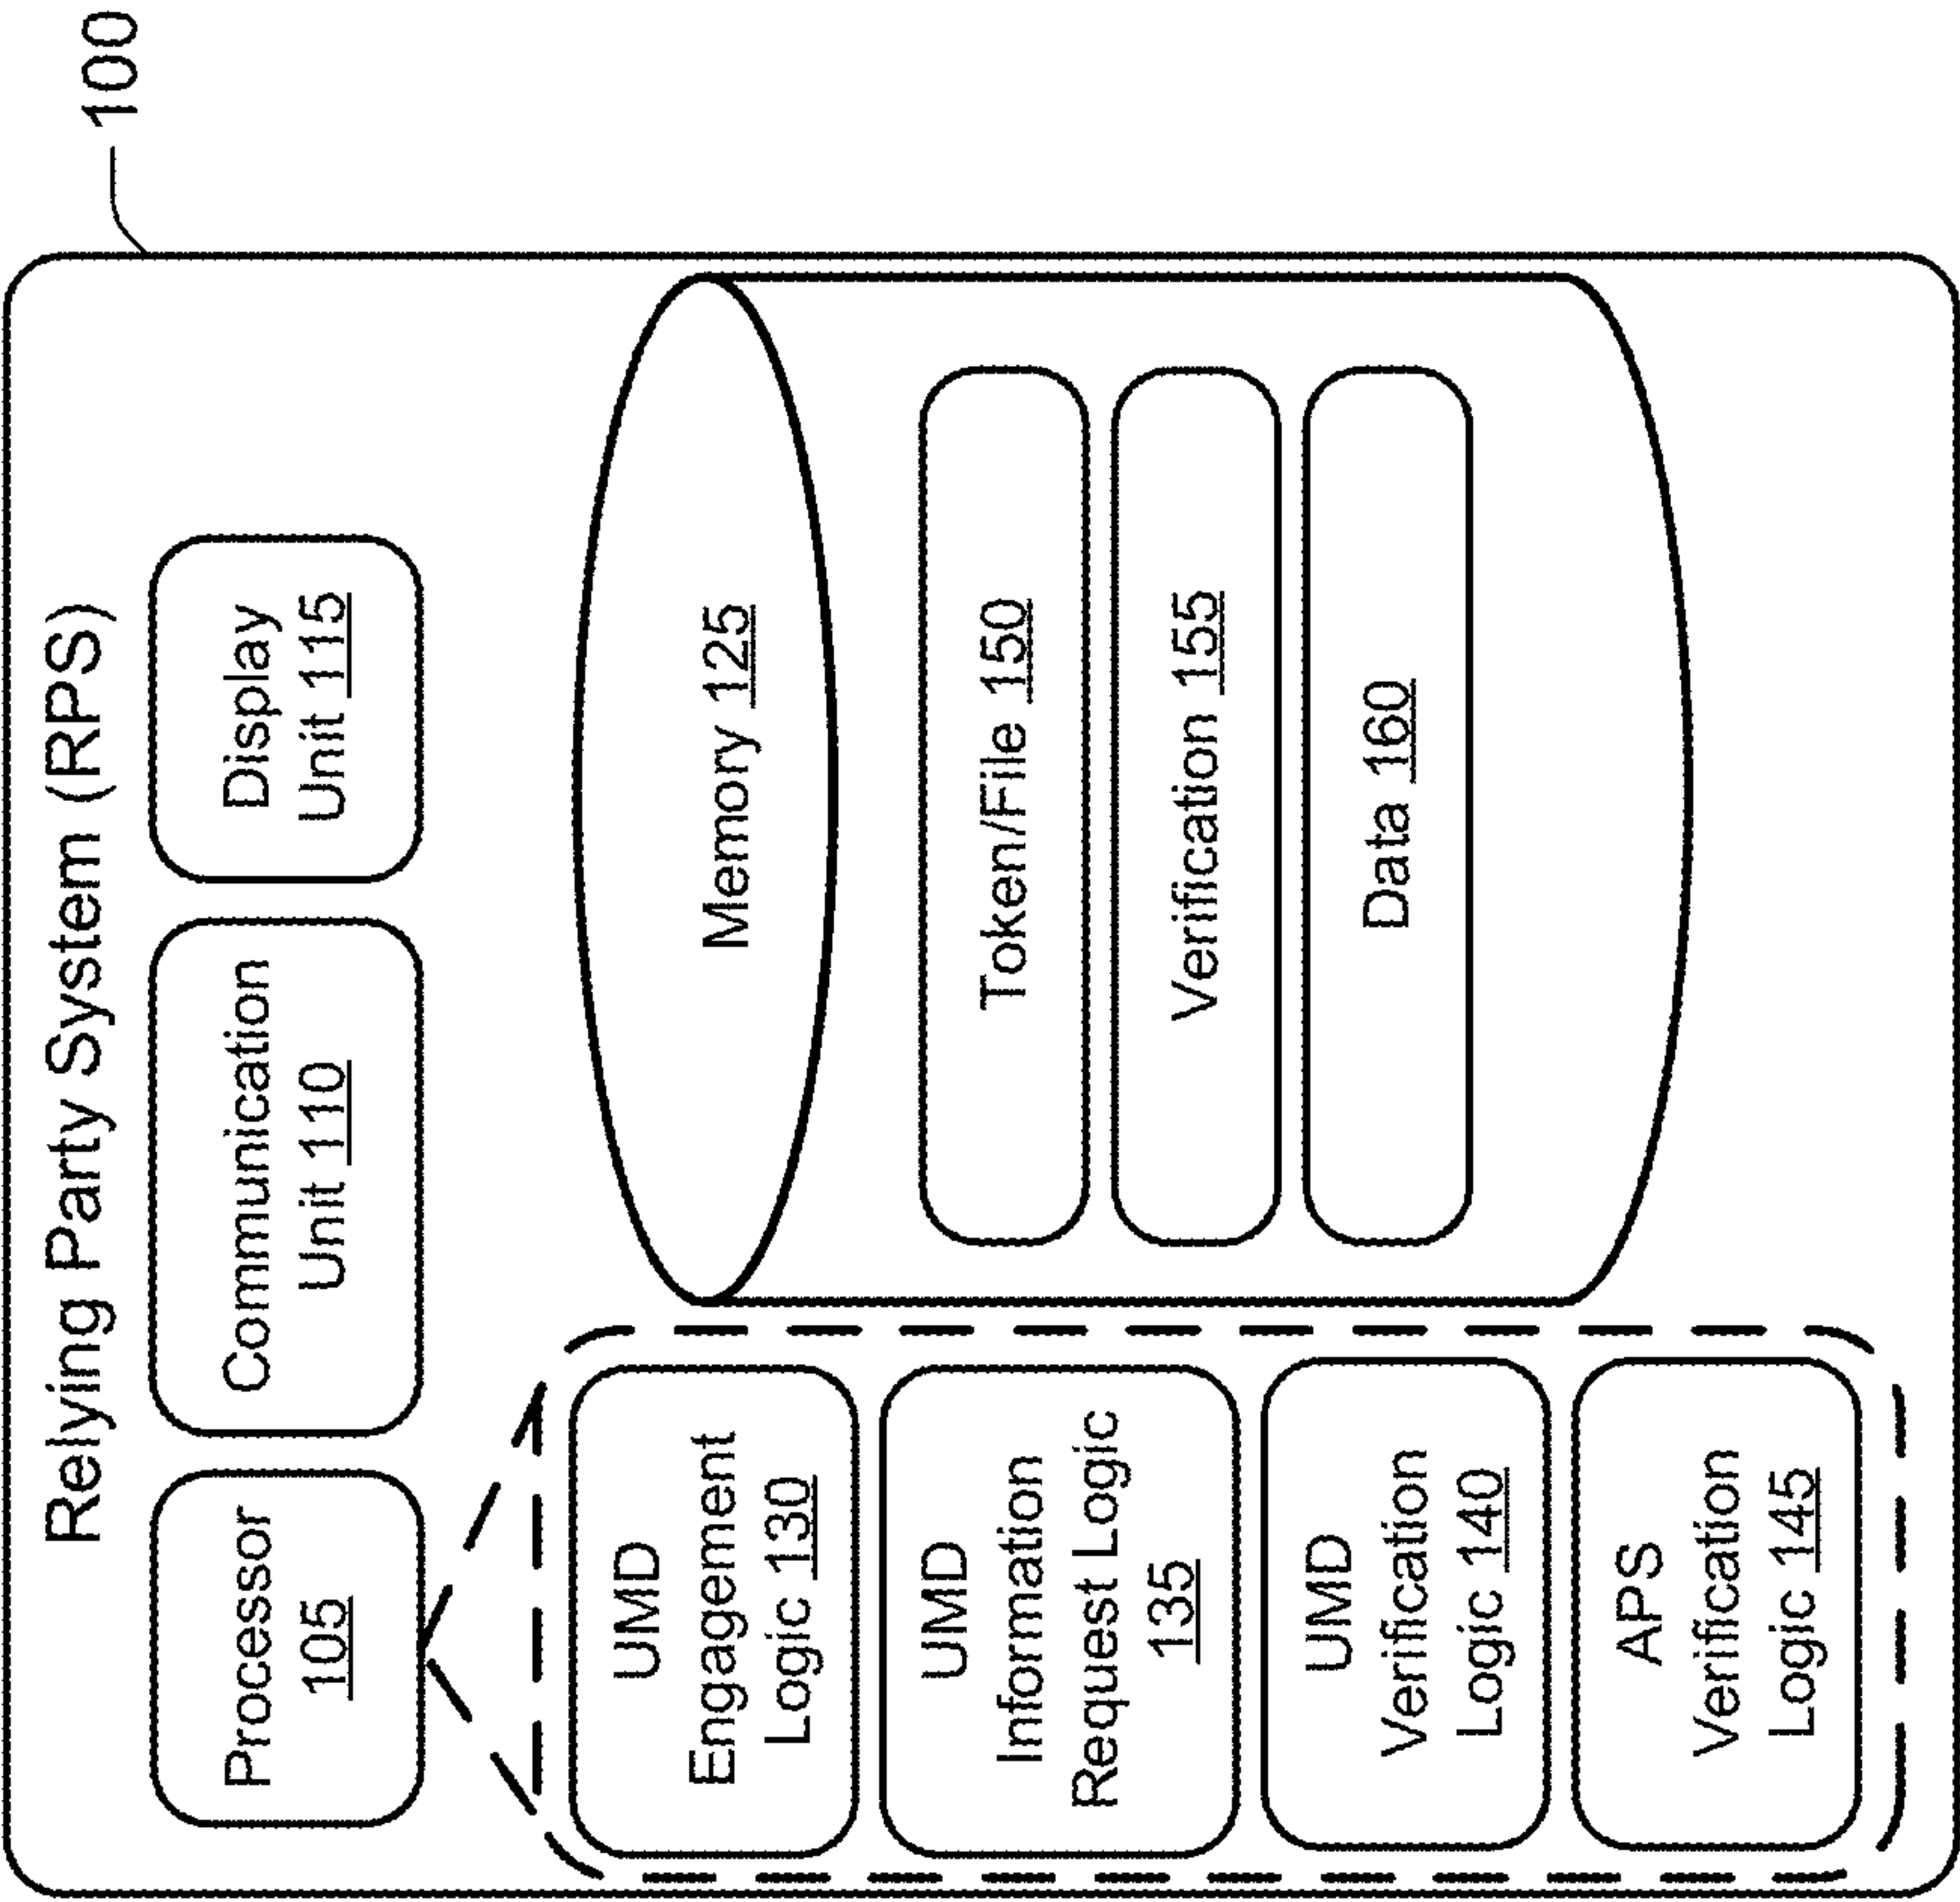 Relying Party System (RPS)
100
Processor
105
Communication
Unit 110
Display
Unit 115
UMD
Engagement
Logic 130
UMD
Information
Request Logic
135
UMD
Verification
Logic 140
APS
Verification
Logic 145
Memory 125
Token/File 150
Verification 155
Data 160